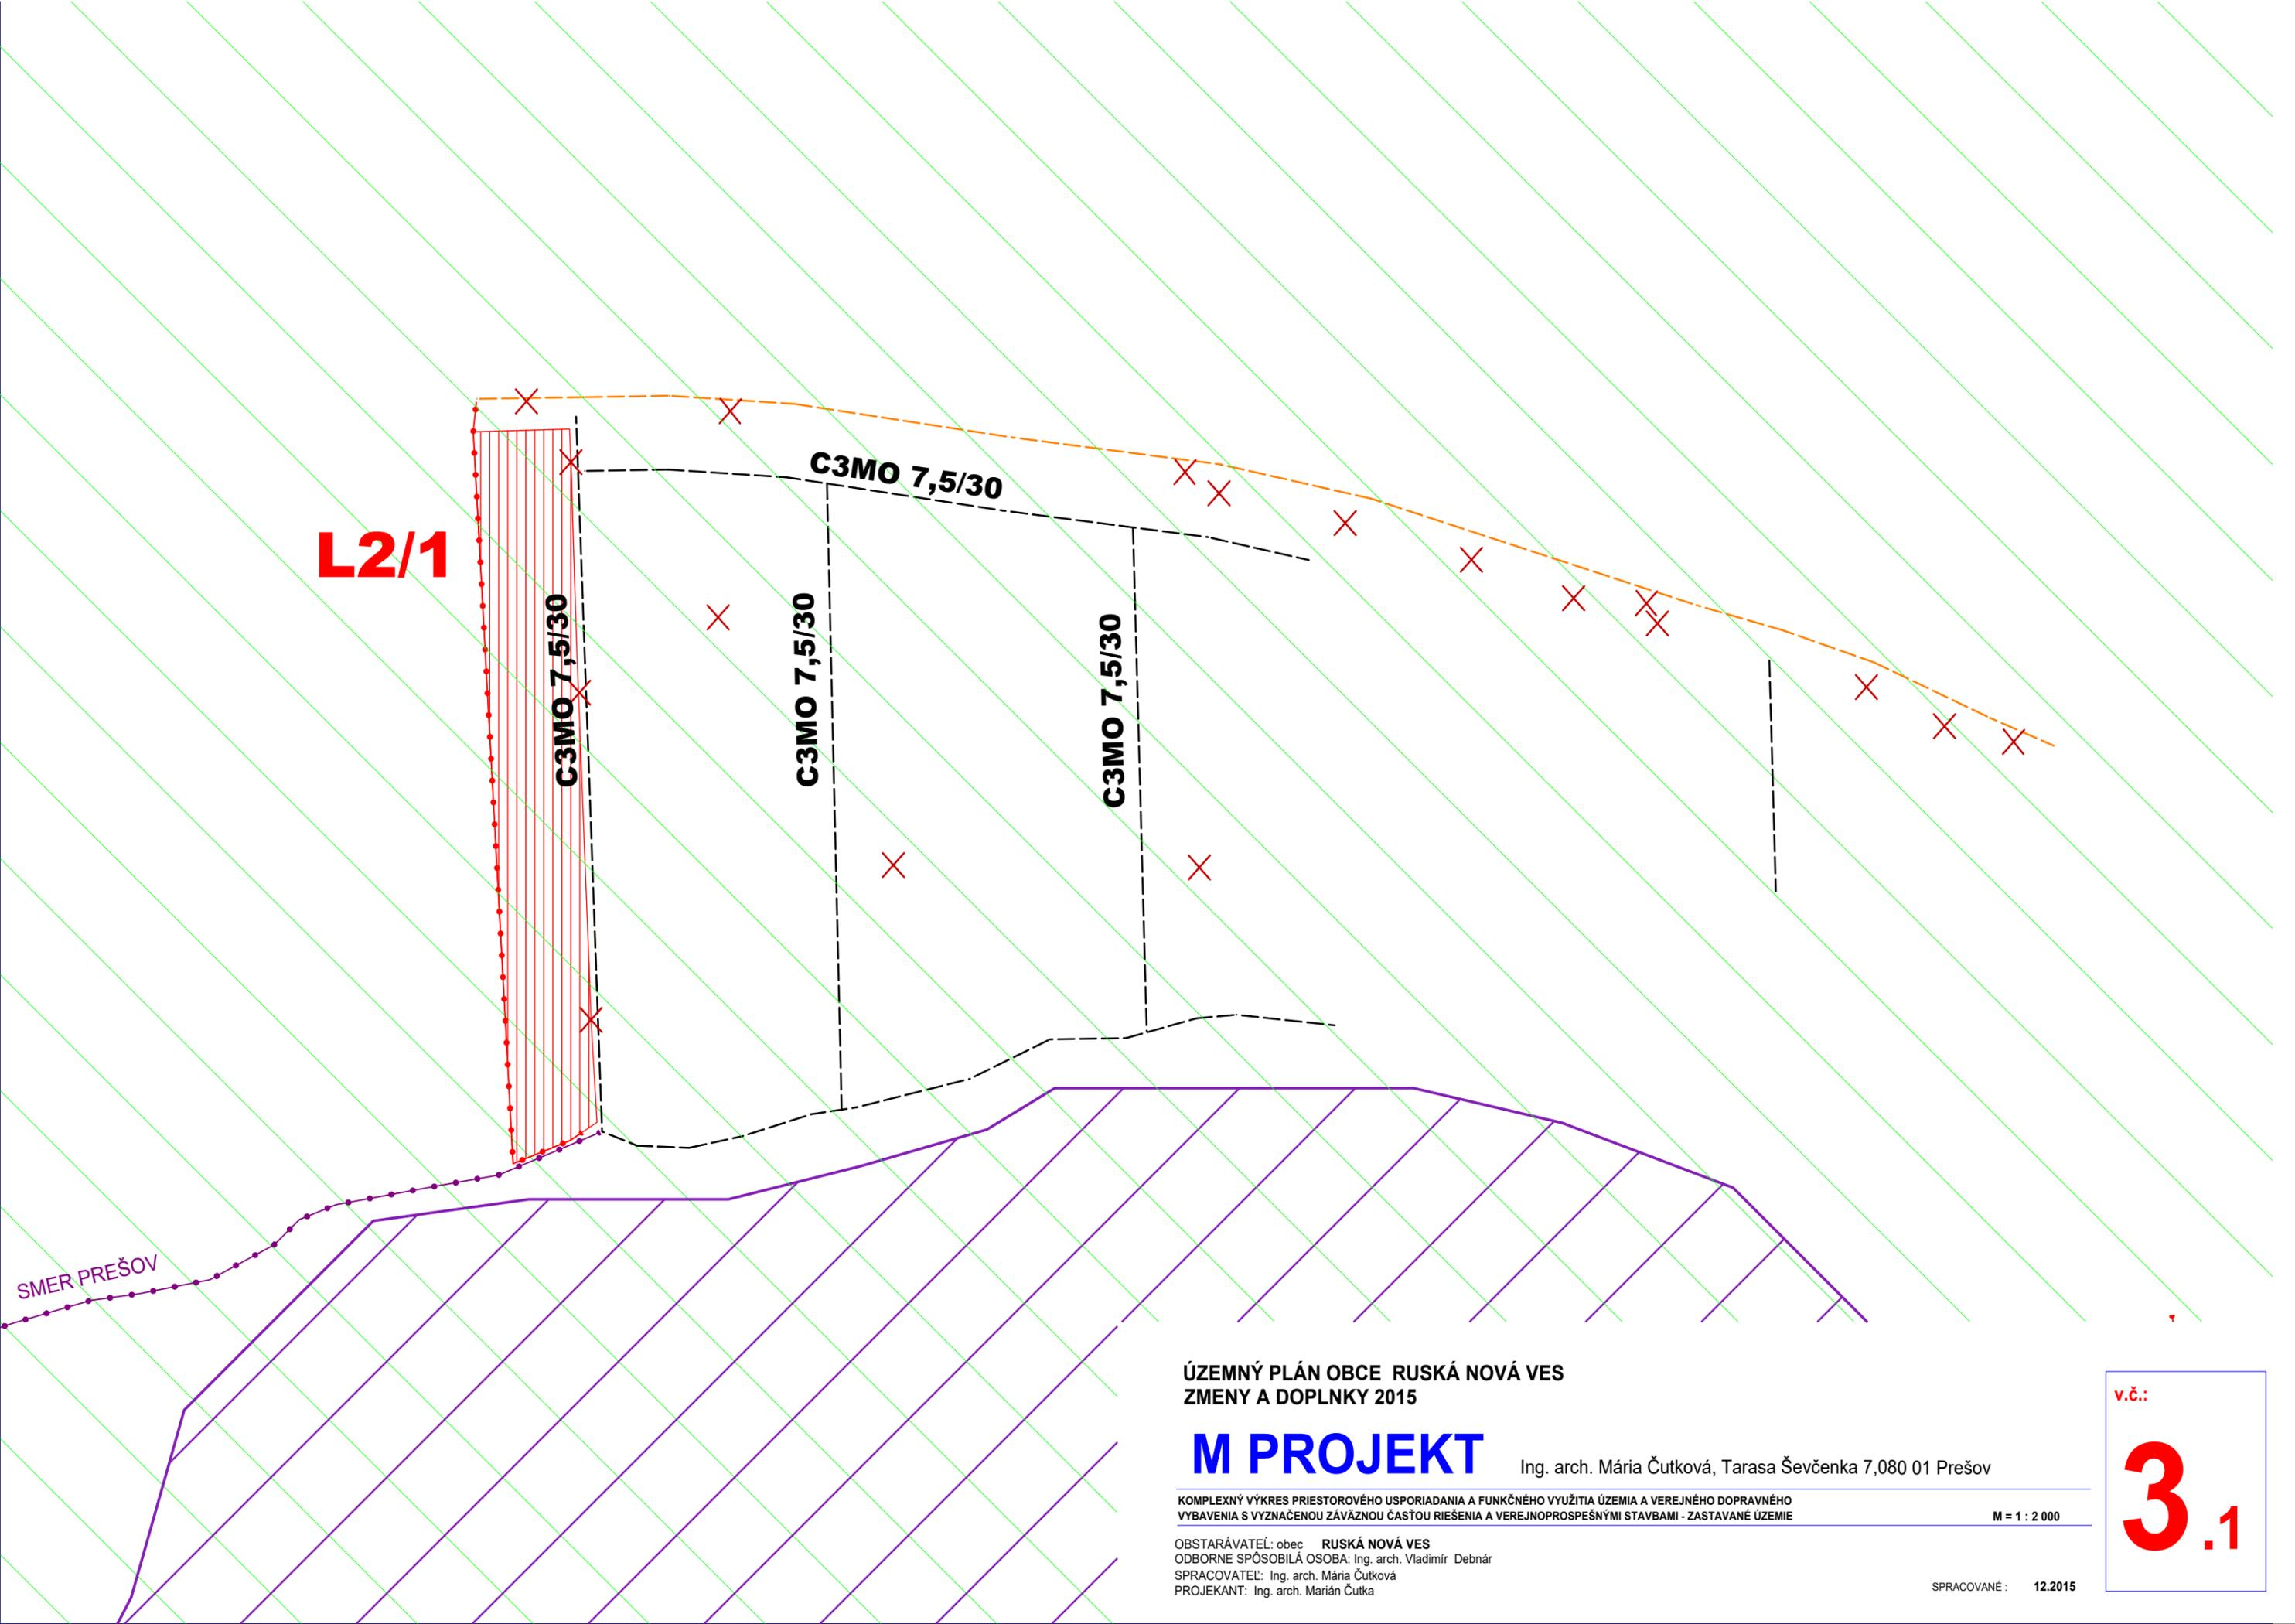 C3MO 7,5/30
L2/1
C3MO 7,5/30
C3MO 7,5/30
C3MO 7,5/30
SMER PREŠOV
ÚZEMNÝ PLÁN OBCE RUSKÁ NOVÁ VES
ZMENY A DOPLNKY 2015
M PROJEKT Ing. arch. Mária Čutková, Tarasa Ševčenka 7,080 01 Prešov
KOMPLEXNÝ VÝKRES PRIESTOROVÉHO USPORIADANIA A FUNKČNÉHO VYUŽITIA ÚZEMIA A VEREJNÉHO DOPRAVNÉHO
VYBAVENIA S VYZNAČENOU ZÁVÄZNOU ČASŤOU RIEŠENIA A VEREJNOPROSPEŠNÝMI STAVBAMI - ZASTAVANÉ ÚZEMIE M = 1 : 2 000
OBSTARÁVATEĽ: obec RUSKÁ NOVÁ VES
ODBORNE SPÔSOBILÁ OSOBA: Ing. arch. Vladimír Debnár
SPRACOVATEĽ: Ing. arch. Mária Čutková
PROJEKANT: Ing. arch. Marián Čutka
SPRACOVANÉ : 12.2015
v.č.:
3.1